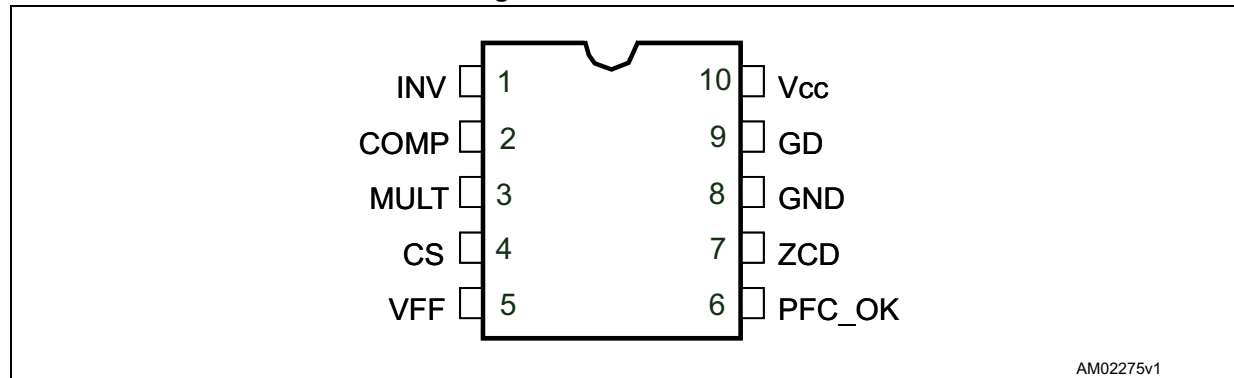 INV 1 10 Vcc
COMP 2 9 GD
MULT 3 8 GND
CS 4 7 ZCD
VFF 5 6 PFC_OK
AM02275v1